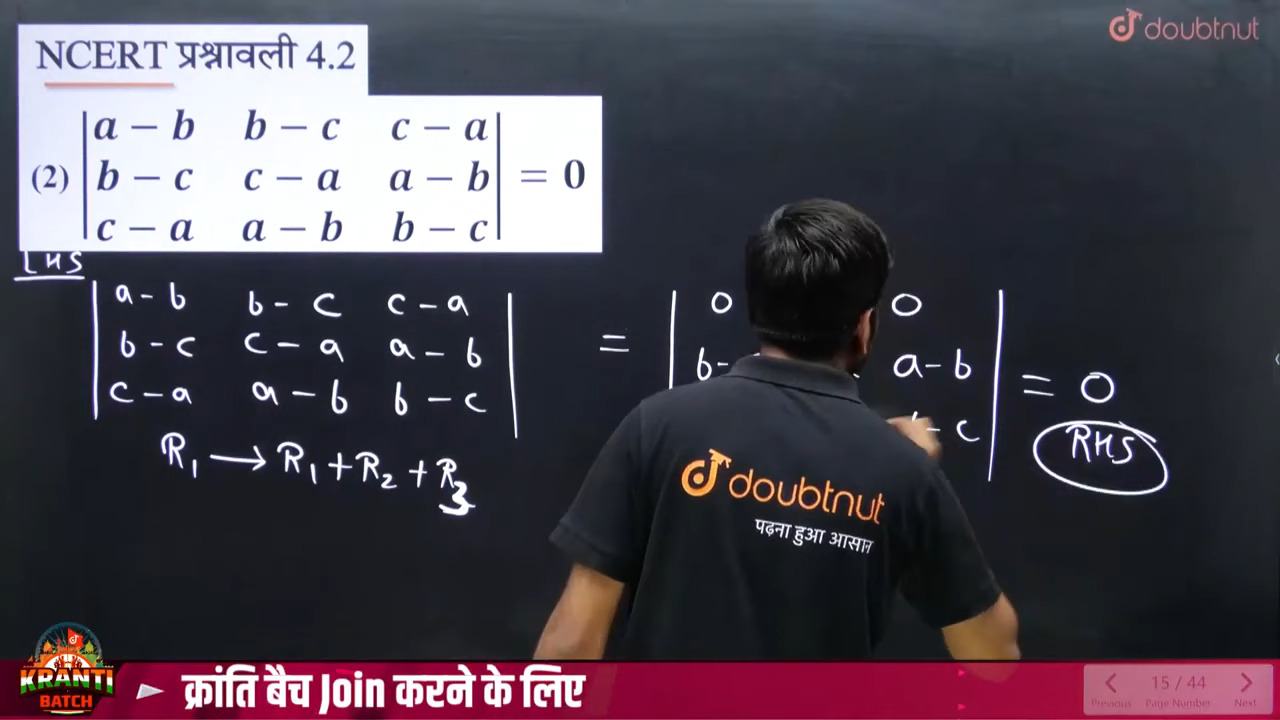 NCERT प्रश्नावली 4.2
doubtnut
(2) |a − b b − c c − a|
|b − c c − a a − b| = 0
|c − a a − b b − c|
LHS
|a - b b - c c - a|
|b - c c - a a - b|
|c - a a - b b - c|
R₁ → R₁ + R₂ + R₃
= |0 0|
|b - a - b| = 0
- c|
RHS
doubtnut
पढ़ना हुआ आसान
KRANTI
BATCH
क्रांति बैच Join करने के लिए
15 / 44
Previous Page Number Next